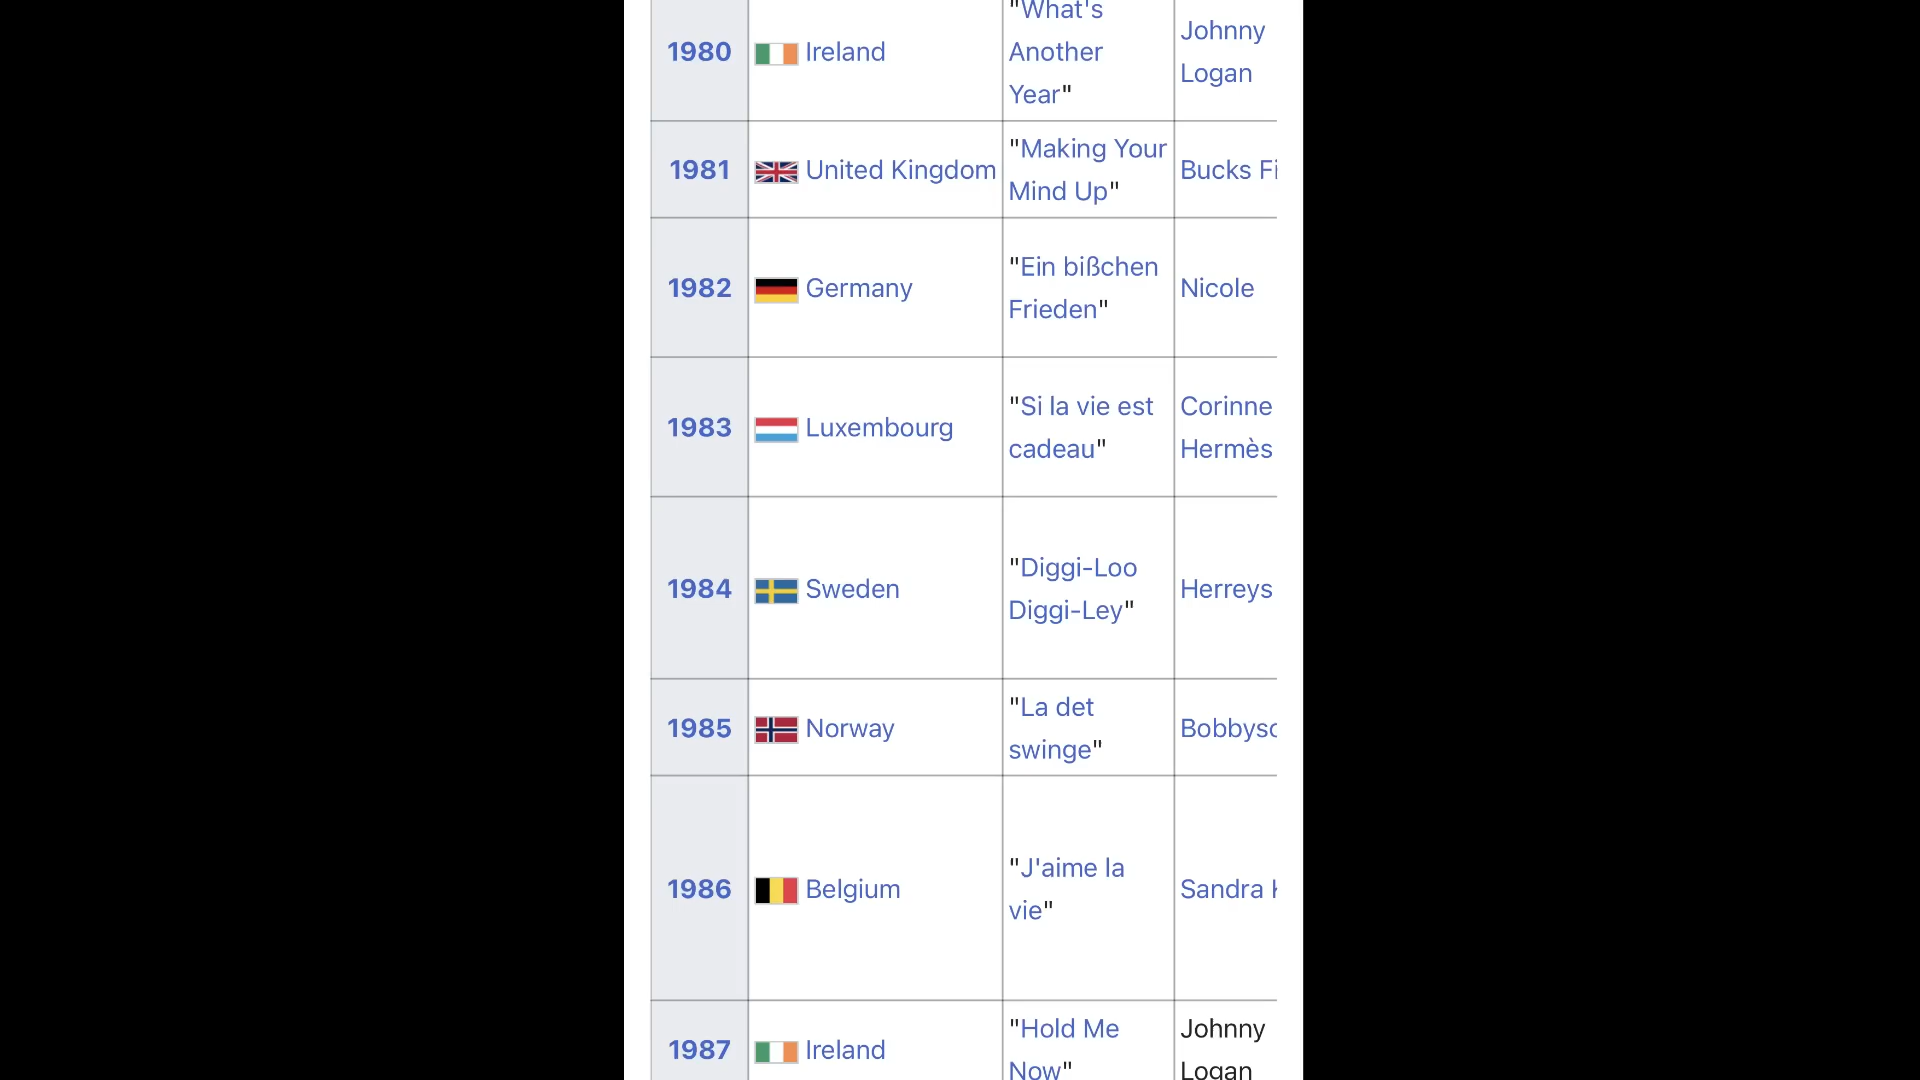 "What's
1980 Ireland Another Johnny Logan
Year"
1981 United Kingdom "Making Your Mind Up" Bucks
1982 Germany "Ein bißchen Frieden" Nicole
1983 Luxembourg "Si la vie est cadeau" Corinne Hermès
1984 Sweden "Diggi-Loo Diggi-Ley" Herreys
1985 Norway "La det swinge"
1986 Belgium "J'aime la vie" Sandra
1987 Ireland "Hold Me Now" Johnny Logan